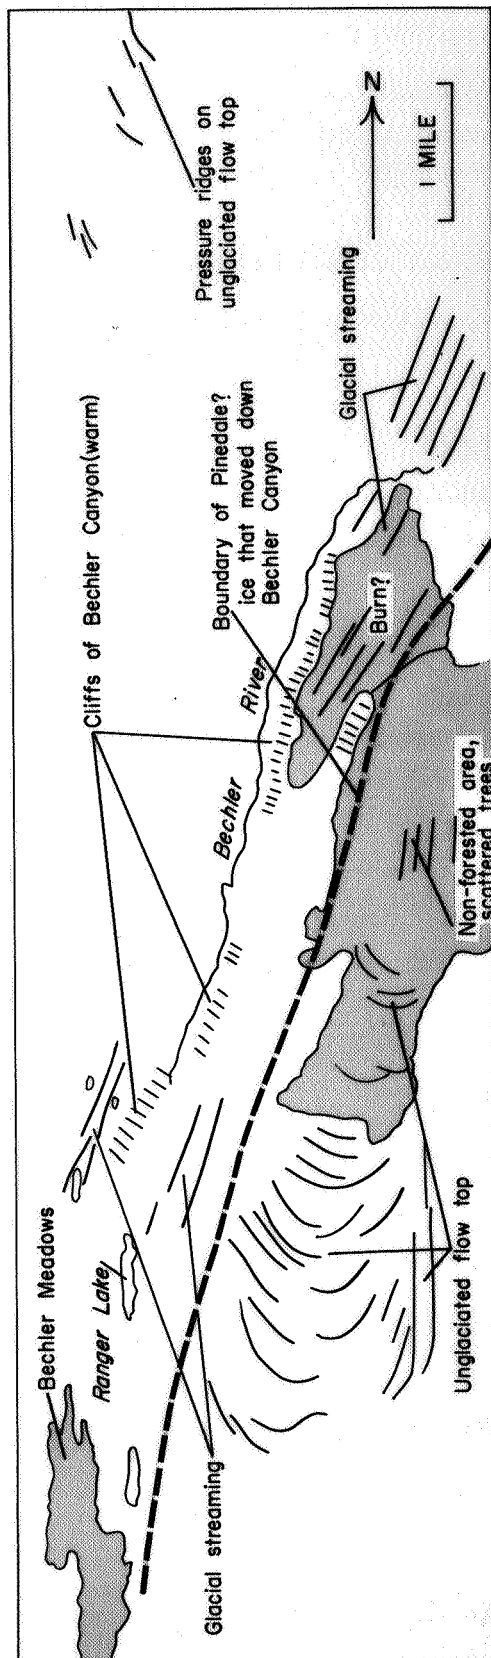 Bechler Meadows
Ranger Lake
Glacial streaming
Cliffs of Bechler Canyon(warm)
Bechler
River
Boundary of Pinedale?
ice that moved down
Bechler Canyon
Pressure ridges on
unglaciated flow top
N
1 MILE
Glacial streaming
Burn?
Non-forested area,
scattered trees
Unglaciated flow top